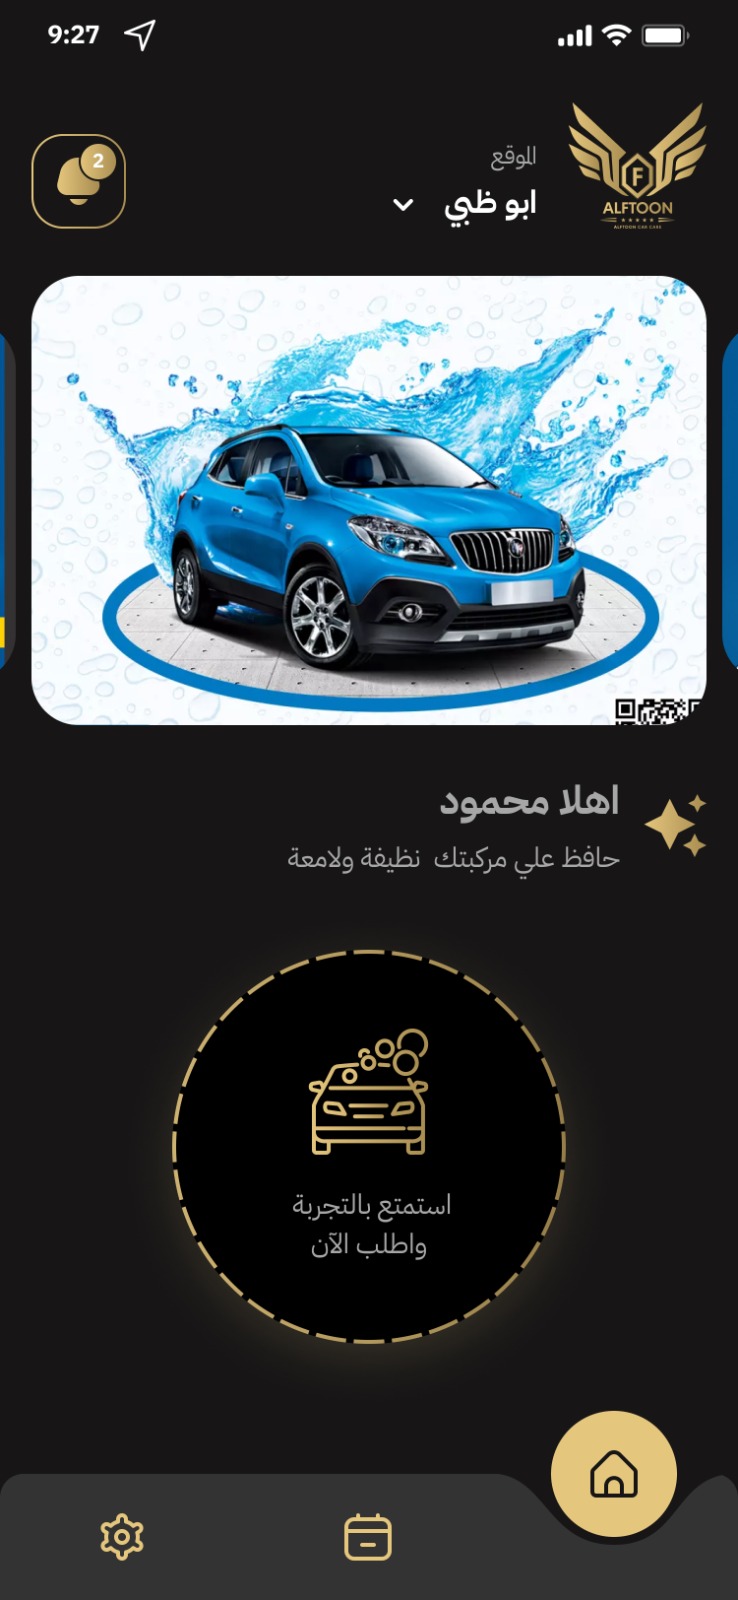 9:27
ALFTOON
ALFTOON CAR CARE
الموقع
ابو ظبي
2
اهلا محمود
حافظ علي مركبتك نظيفة ولامعة
استمتع بالتجربة
واطلب الآن